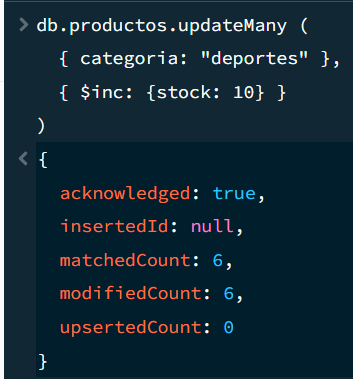 > db.productos.updateMany (
{ categoria: "deportes" },
{ $inc: {stock: 10} }
)
< {
acknowledged: true,
insertedId: null,
matchedCount: 6,
modifiedCount: 6,
upsertedCount: 0
}